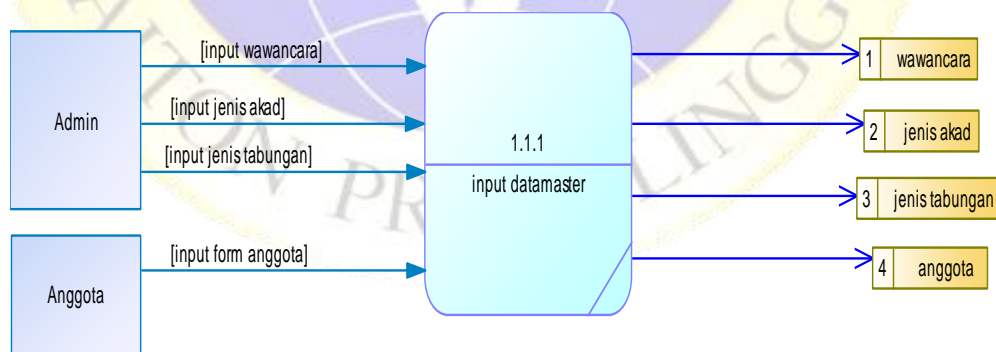 Admin
[input wawancara]
[input jenis akad]
[input jenis tabungan]
Anggota
[input form anggota]
1.1.1
input datamaster
1 wawancara
2 jenis akad
3 jenis tabungan
4 anggota